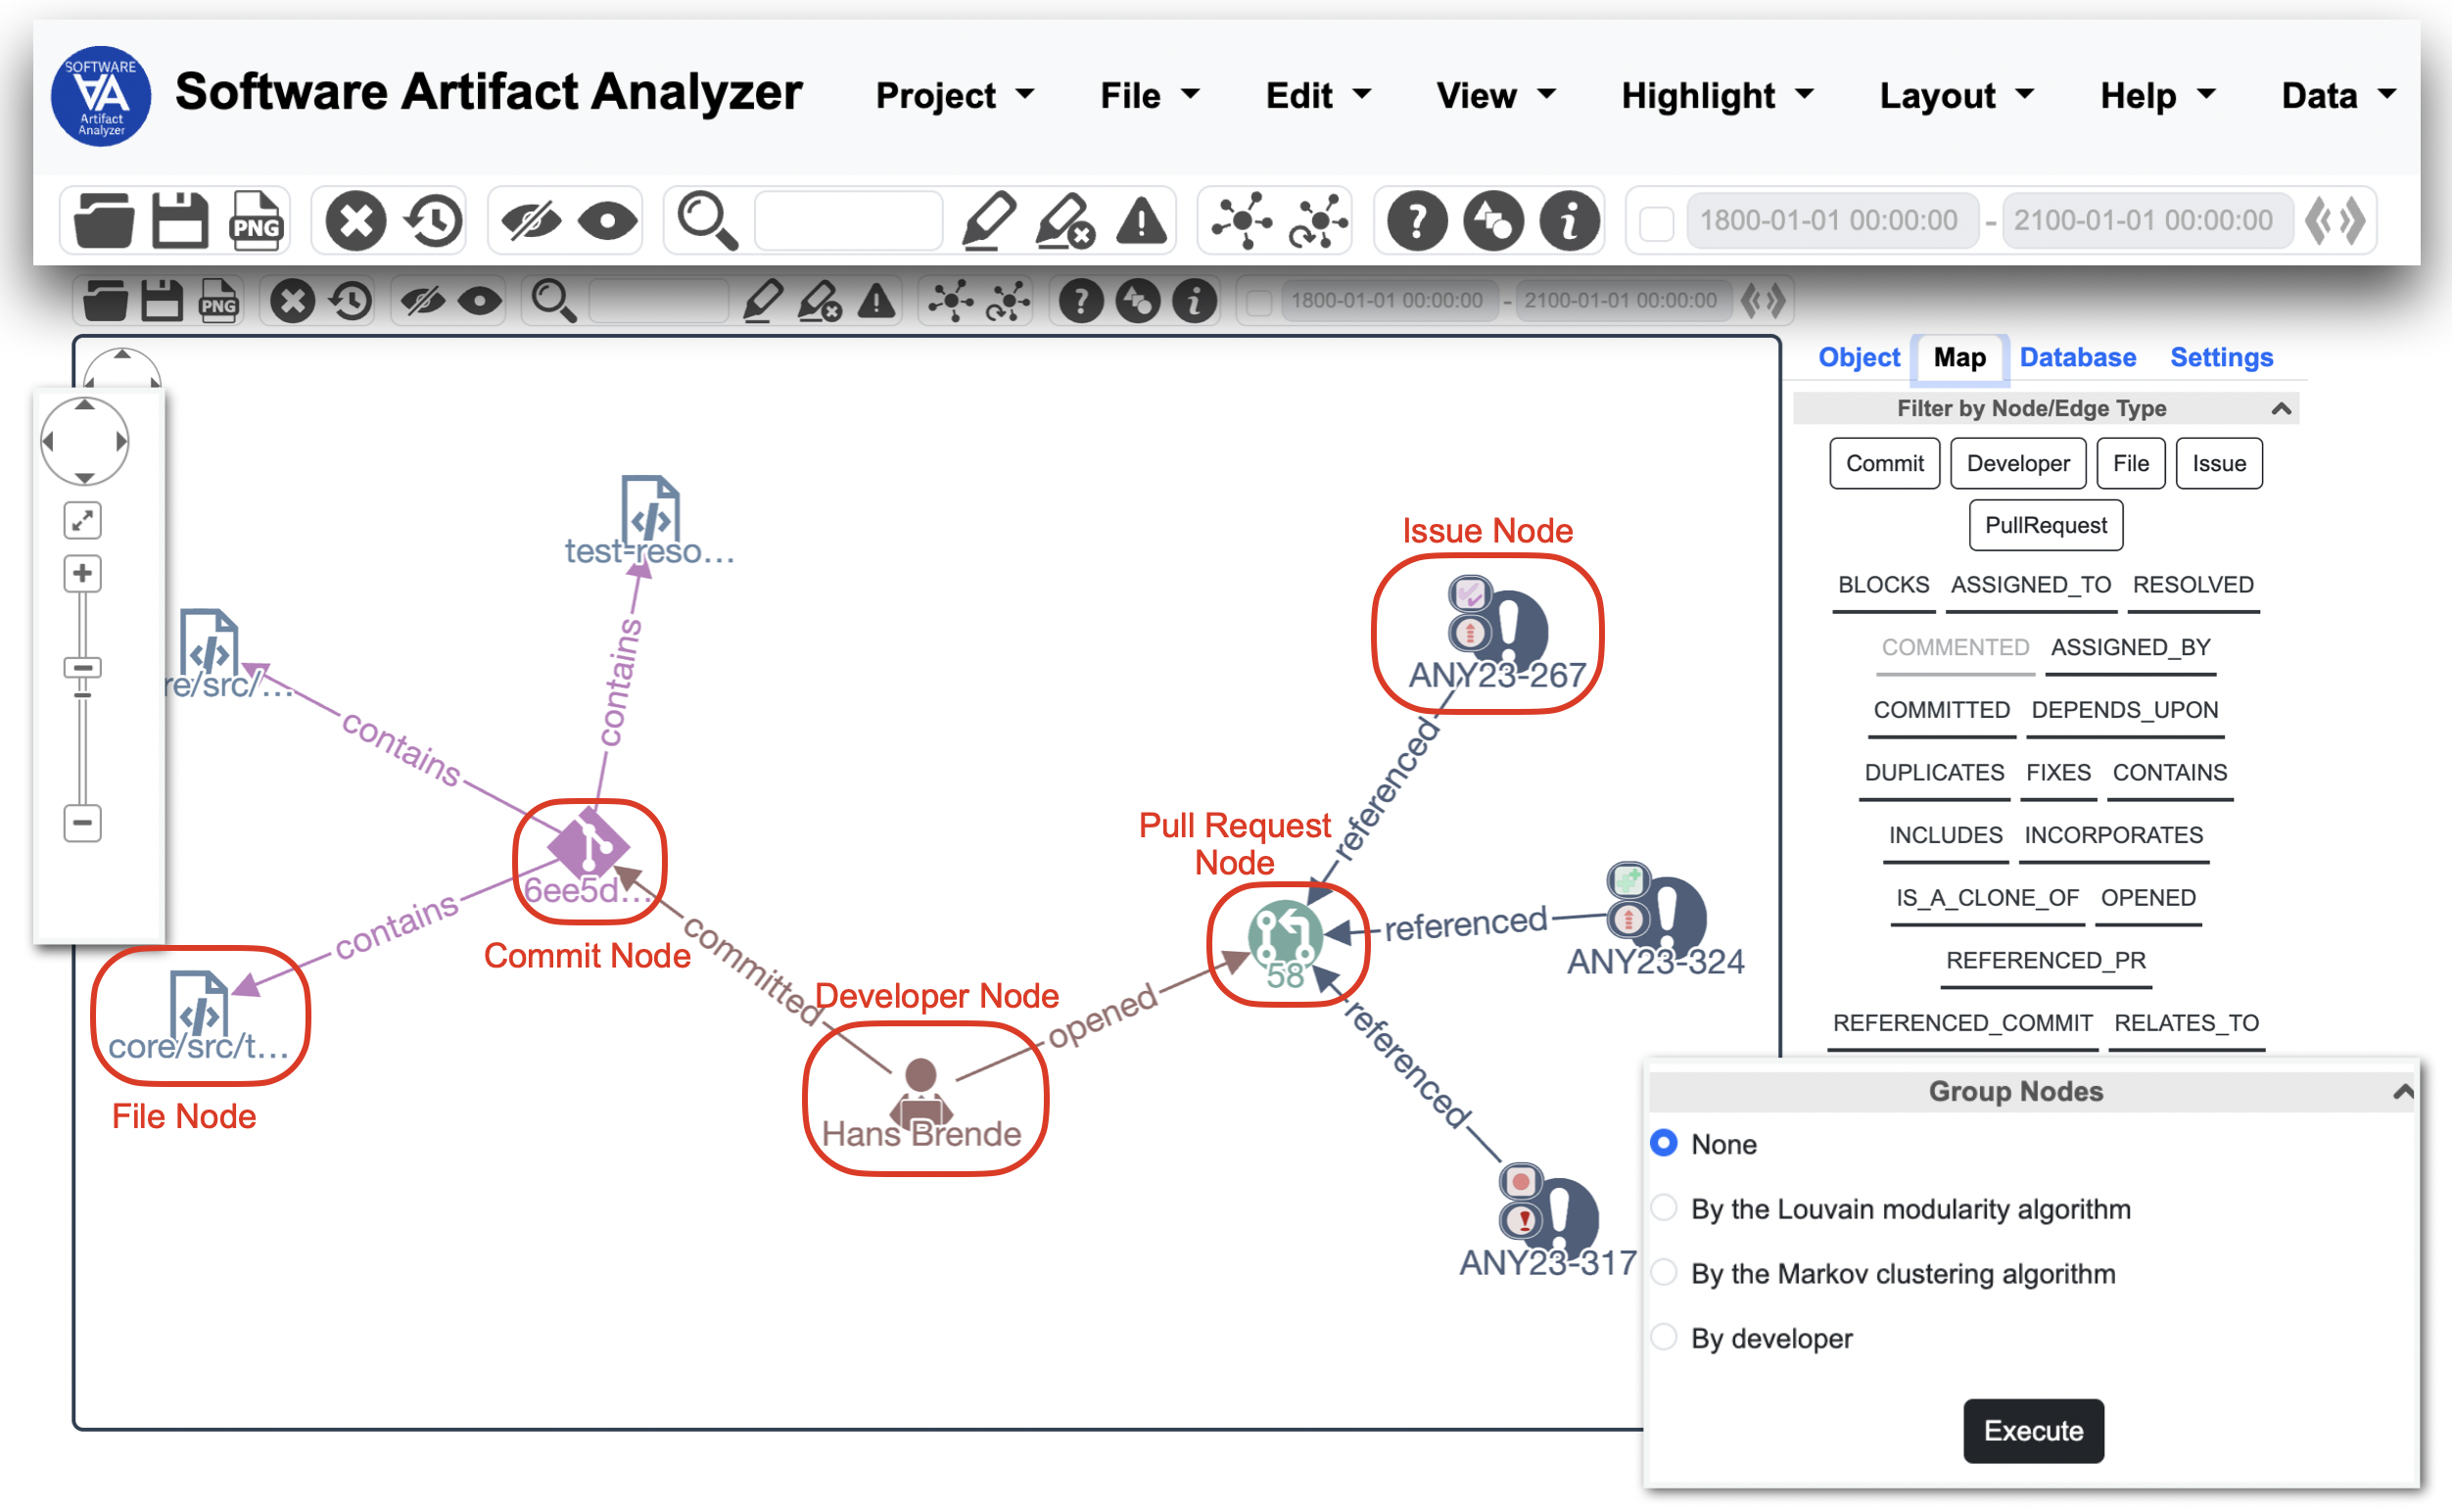 SOFTWARE
Artifact
Analyzer
Software Artifact Analyzer
Project File Edit View Highlight Layout Help Data
PNG 1800-01-01 00:00:00 - 2100-01-01 00:00:00
PNG 1800-01-01 00:00:00 - 2100-01-01 00:00:00
Object Map Database Settings
Filter by Node/Edge Type
Commit Developer File Issue
PullRequest
BLOCKS ASSIGNED_TO RESOLVED
COMMENTED ASSIGNED_BY
COMMITTED DEPENDS_UPON
DUPLICATES FIXES CONTAINS
INCLUDES INCORPORATES
IS_A_CLONE_OF OPENED
REFERENCED_PR
REFERENCED_COMMIT RELATES_TO
test-reso...
re/src/...
contains
contains
contains
6ee5d...
Commit Node
core/src/t...
File Node
committed
Developer Node
Hans Brende
opened
Pull Request
Node
58
Issue Node
ANY23-267
referenced
referenced
ANY23-324
referenced
ANY23-317
Group Nodes
None
By the Louvain modularity algorithm
By the Markov clustering algorithm
By developer
Execute